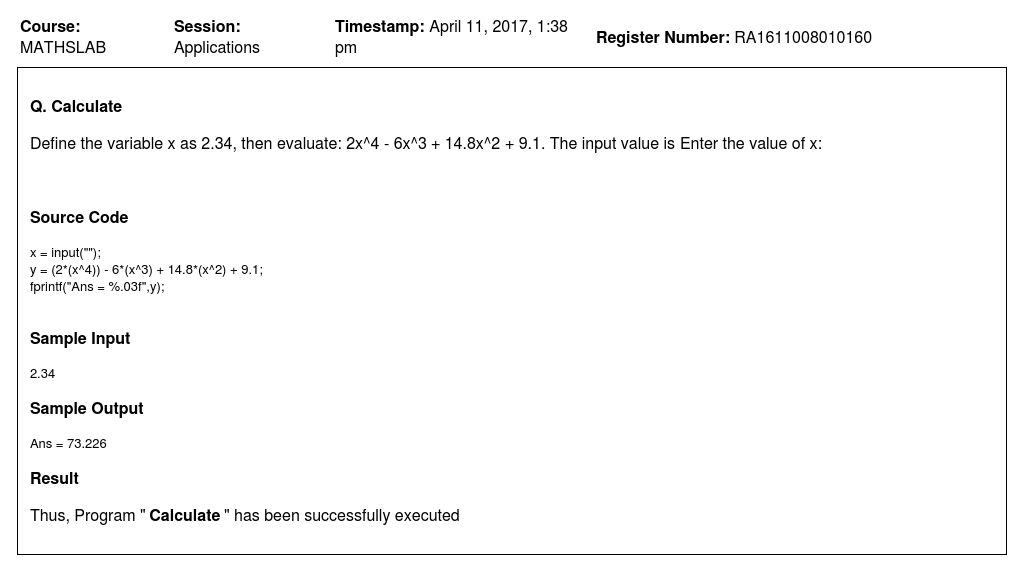 Course: MATHSLAB
Session: Applications
Timestamp: April 11, 2017, 1:38 pm
Register Number: RA1611008010160
Q. Calculate
Define the variable x as 2.34, then evaluate: 2x^4 - 6x^3 + 14.8x^2 + 9.1. The input value is Enter the value of x:
Source Code
x = input("");
y = (2*(x^4)) - 6*(x^3) + 14.8*(x^2) + 9.1;
fprintf("Ans = %.03f",y);
Sample Input
2.34
Sample Output
Ans = 73.226
Result
Thus, Program " Calculate " has been successfully executed